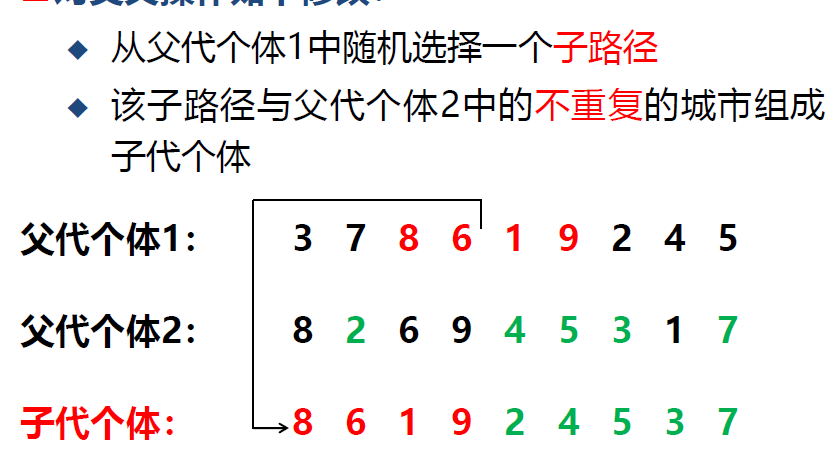 ◆ 从父代个体1中随机选择一个子路径
◆ 该子路径与父代个体2中的不重复的城市组成
子代个体
父代个体1: 3 7 8 6 1 9 2 4 5
父代个体2: 8 2 6 9 4 5 3 1 7
子代个体: 8 6 1 9 2 4 5 3 7